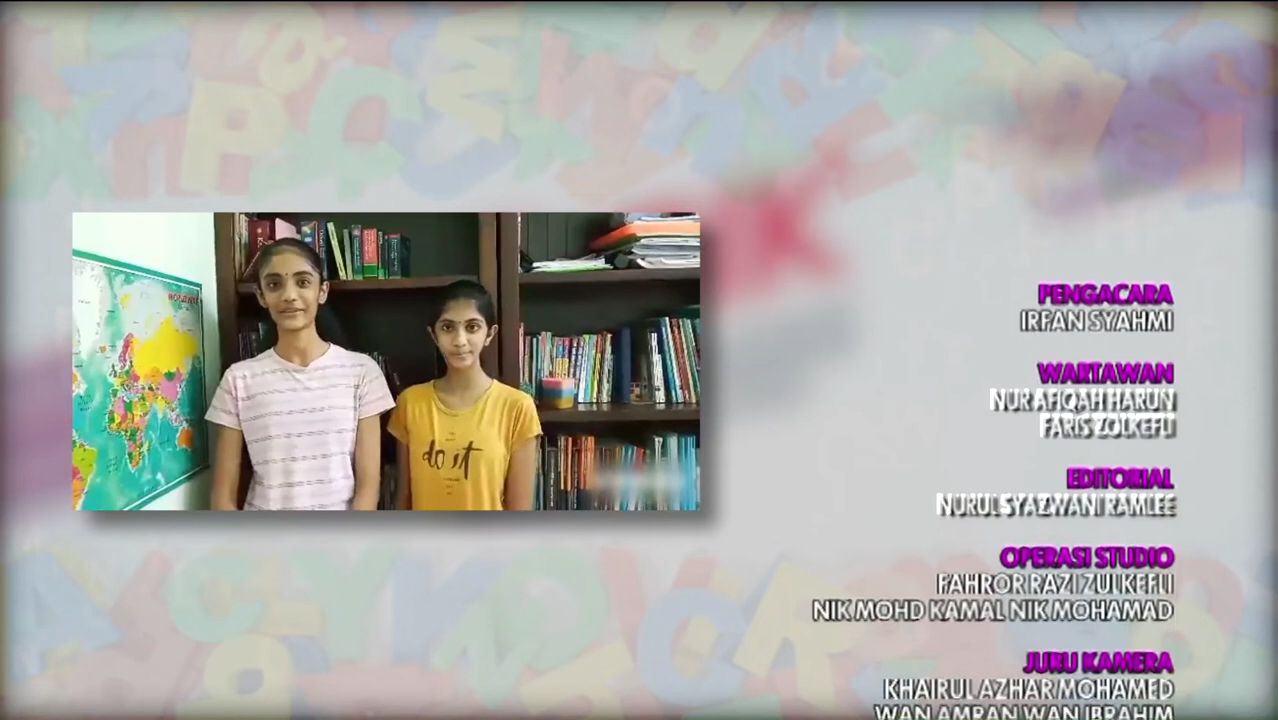 do it
PENGACARA
IRFAN SYAHMI
WARTAWAN
NUR AFIQAH HARUN
FARIS ZOLKEFLI
EDITORIAL
NURUL SYAZWANI RAMLEE
OPERASI STUDIO
FAHROR RAZI ZULKEFLI
NIK MOHD KAMAL NIK MOHAMAD
JURU KAMERA
KHAIRUL AZHAR MOHAMED
WAN AMRAN WAN IBRAHIM